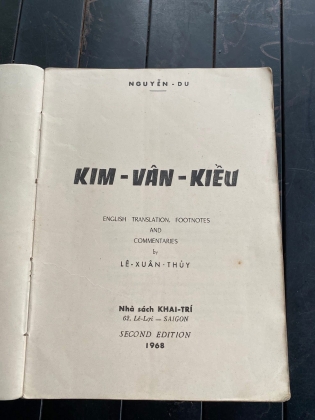 NGUYỄN - DU
KIM - VÂN - KIỀU
ENGLISH TRANSLATION, FOOTNOTES
AND
COMMENTARIES
by
LÊ - XUÂN - THỦY
Nhà sách KHAI-TRÍ
62, Lê-Lợi — SAIGON
SECOND EDITION
1968